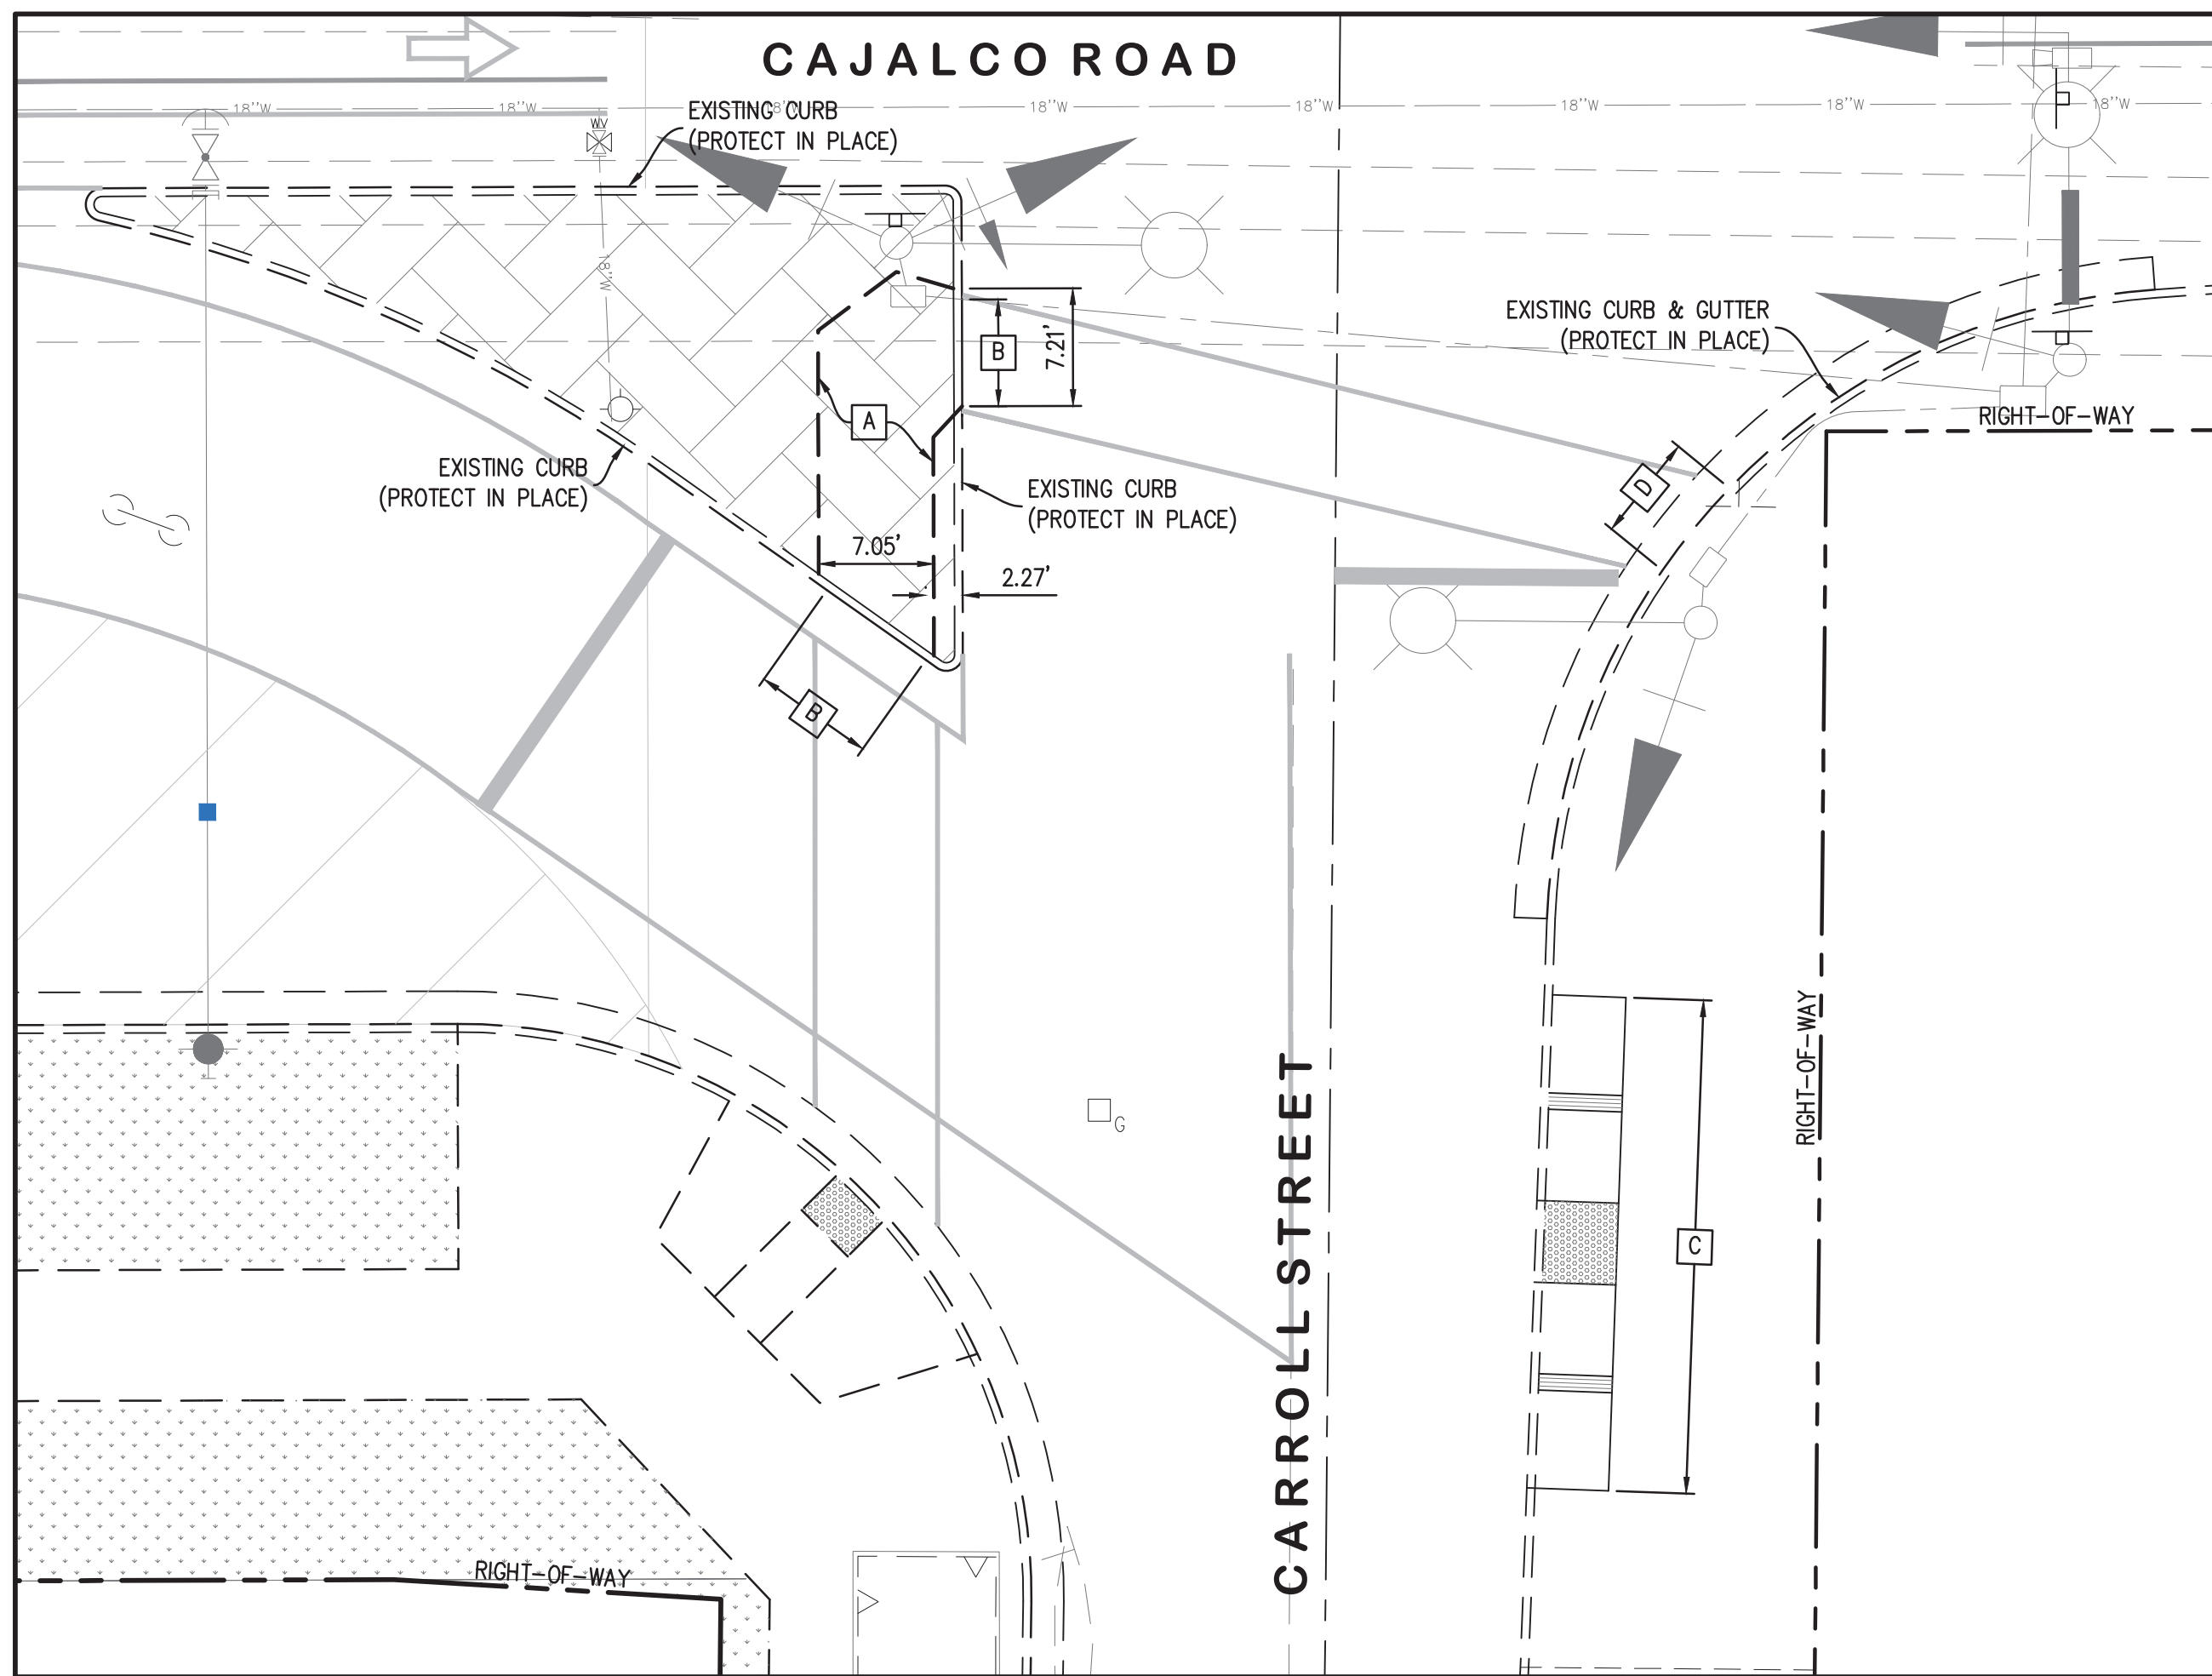 CAJALCO ROAD
18"W
18"W
18"W
18"W
18"W
18"W
18"W
18"W
WV
EXISTING CURB
(PROTECT IN PLACE)
18"W
EXISTING CURB & GUTTER
(PROTECT IN PLACE)
B
7.21'
A
RIGHT-OF-WAY
EXISTING CURB
(PROTECT IN PLACE)
EXISTING CURB
(PROTECT IN PLACE)
D
7.05'
2.27'
B
RIGHT-OF-WAY
G
CARROLL STREET
C
RIGHT-OF-WAY